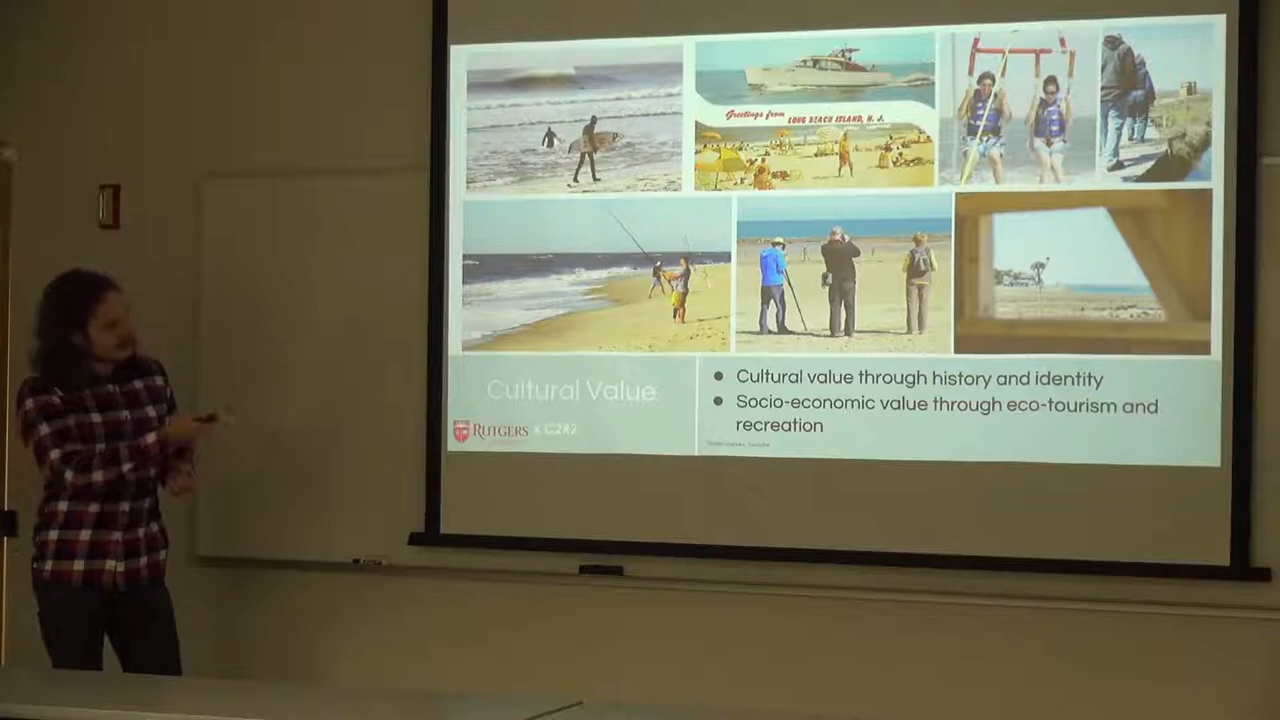 Greetings from LONG BEACH ISLAND, N. J.
Cultural Value
RUTGERS x C2R2
● Cultural value through history and identity
● Socio-economic value through eco-tourism and
recreation